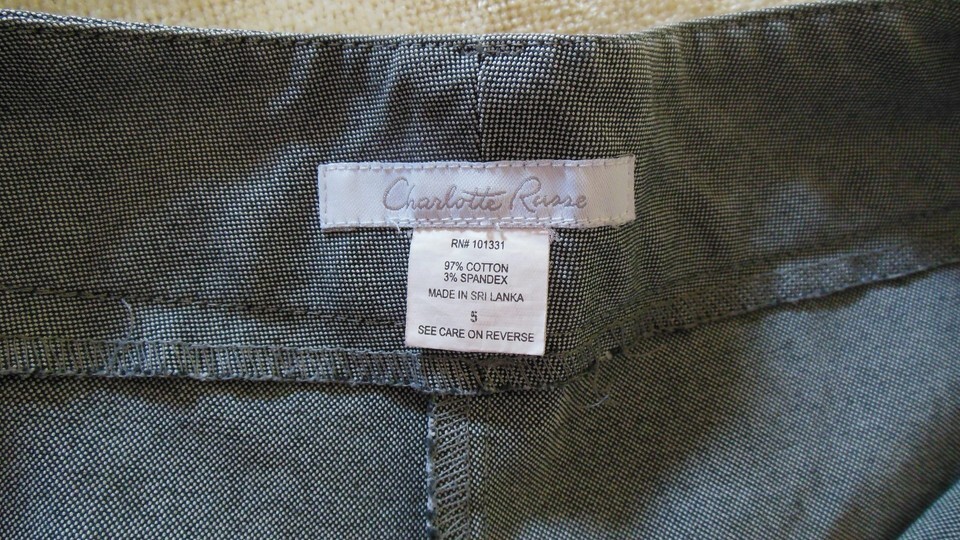 Charlotte Russe
RN# 101331
97% COTTON
3% SPANDEX
MADE IN SRI LANKA
5
SEE CARE ON REVERSE